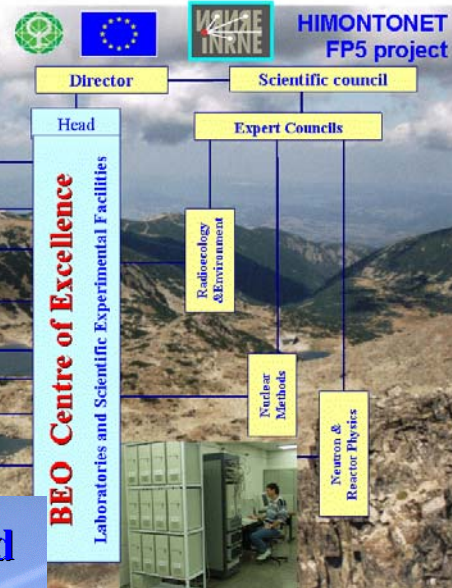 HIMONTONET
FP5 project
INRNE
Director
Scientific council
Head
Expert Councils
BEO Centre of Excellence
Laboratories and Scientific Experimental Facilities
Radioecology
&Environment
Nuclear
Methods
Neutron &
Reactor Physics
d